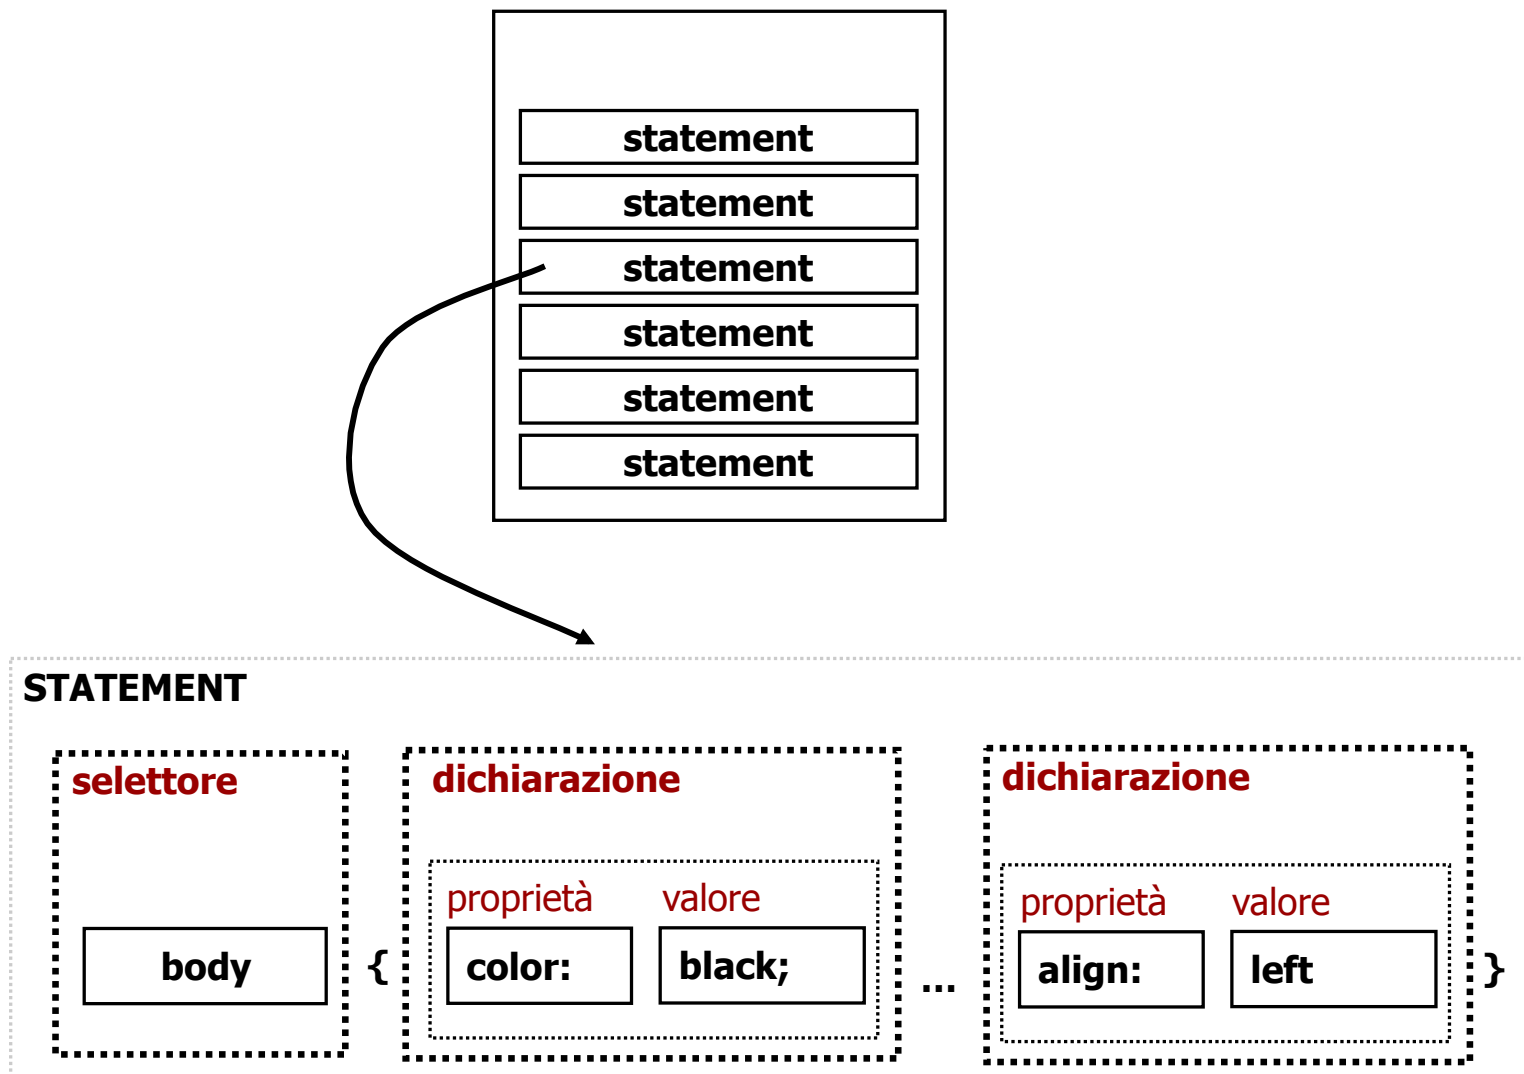 statement
statement
statement
statement
statement
statement
STATEMENT
selettore
dichiarazione
dichiarazione
proprietà valore
proprietà valore
body { color: black; ... align: left }